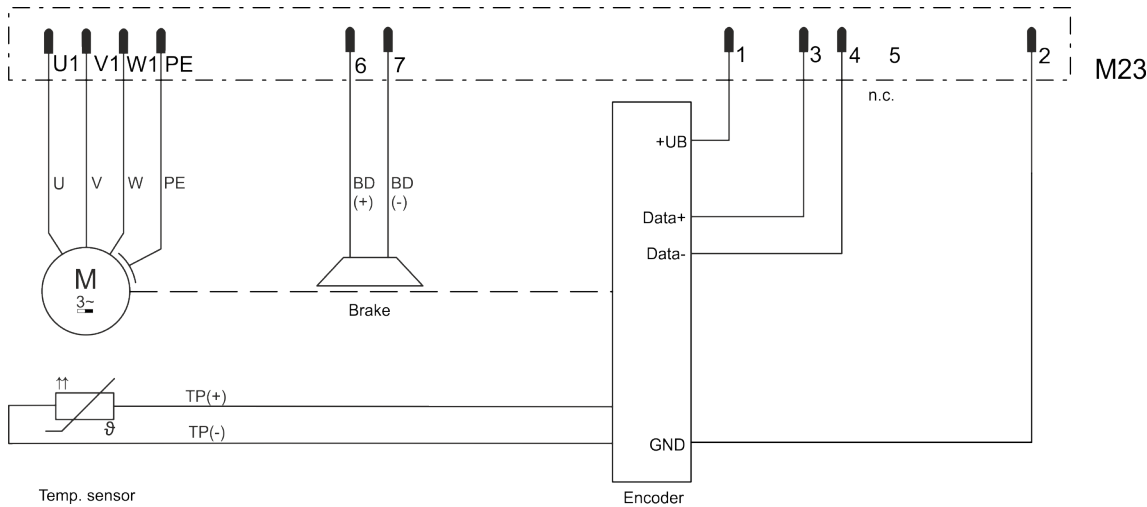 U1 V1 W1 PE 6 7 1 3 4 5 2
M23
n.c.
+UB
U V W PE BD BD
(+) (-)
Data+
Data-
M
3~
Brake
↑↑
TP(+)
ϑ
TP(-)
GND
Temp. sensor
Encoder